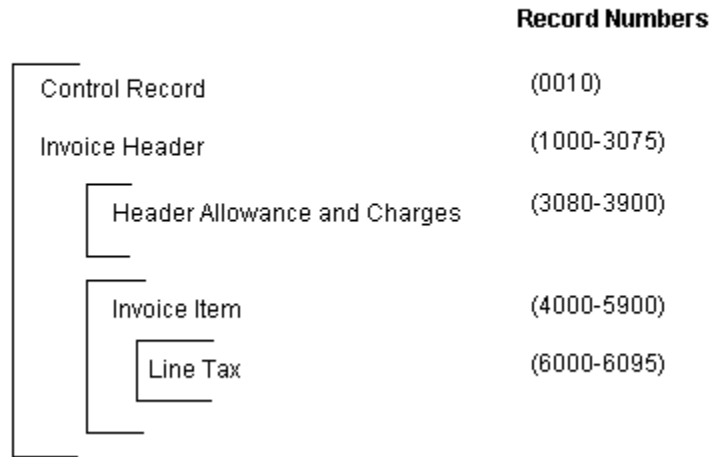 Record Numbers
Control Record (0010)
Invoice Header (1000-3075)
Header Allowance and Charges (3080-3900)
Invoice Item (4000-5900)
Line Tax (6000-6095)